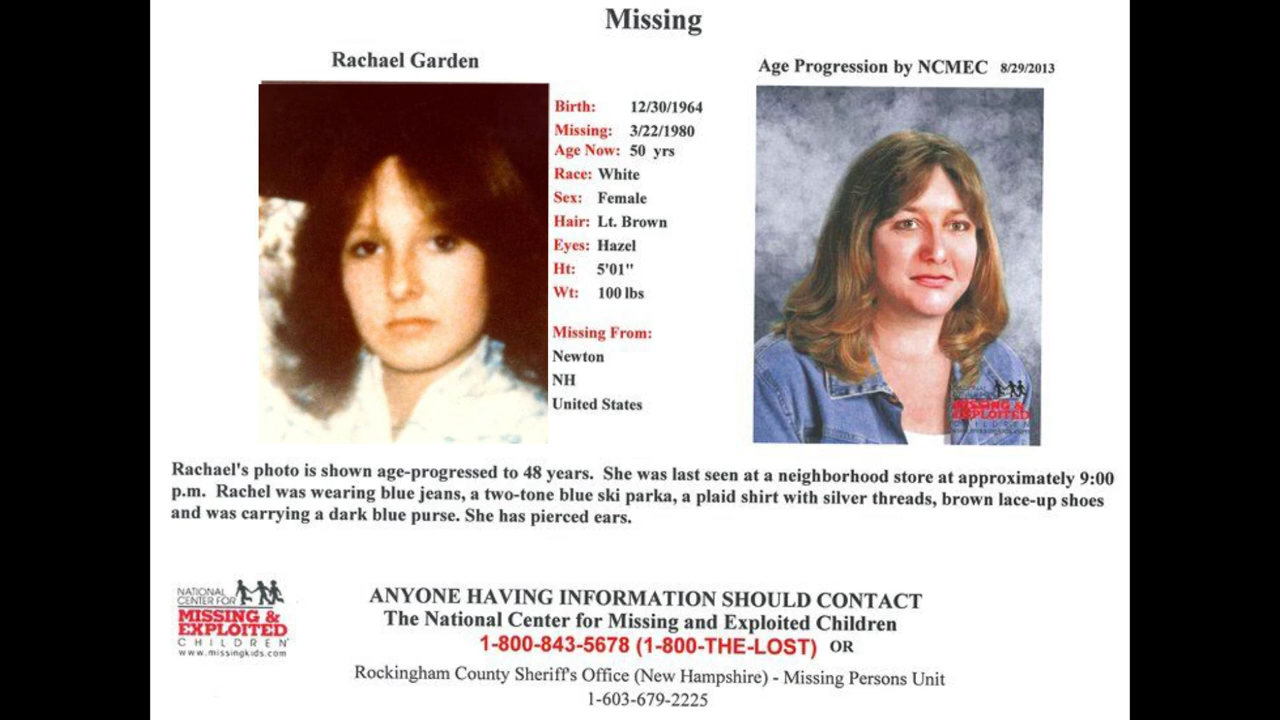 Missing
Rachael Garden
Age Progression by NCMEC 8/29/2013
Birth: 12/30/1964
Missing: 3/22/1980
Age Now: 50 yrs
Race: White
Sex: Female
Hair: Lt. Brown
Eyes: Hazel
Ht: 5'01"
Wt: 100 lbs
Missing From:
Newton
NH
United States
MISSING &
EXPLOITED
CHILDREN
www.missingkids.com
Rachael's photo is shown age-progressed to 48 years. She was last seen at a neighborhood store at approximately 9:00
p.m. Rachel was wearing blue jeans, a two-tone blue ski parka, a plaid shirt with silver threads, brown lace-up shoes
and was carrying a dark blue purse. She has pierced ears.
NATIONAL
CENTER FOR
MISSING &
EXPLOITED
CHILDREN
www.missingkids.com
ANYONE HAVING INFORMATION SHOULD CONTACT
The National Center for Missing and Exploited Children
1-800-843-5678 (1-800-THE-LOST) OR
Rockingham County Sheriff's Office (New Hampshire) - Missing Persons Unit
1-603-679-2225